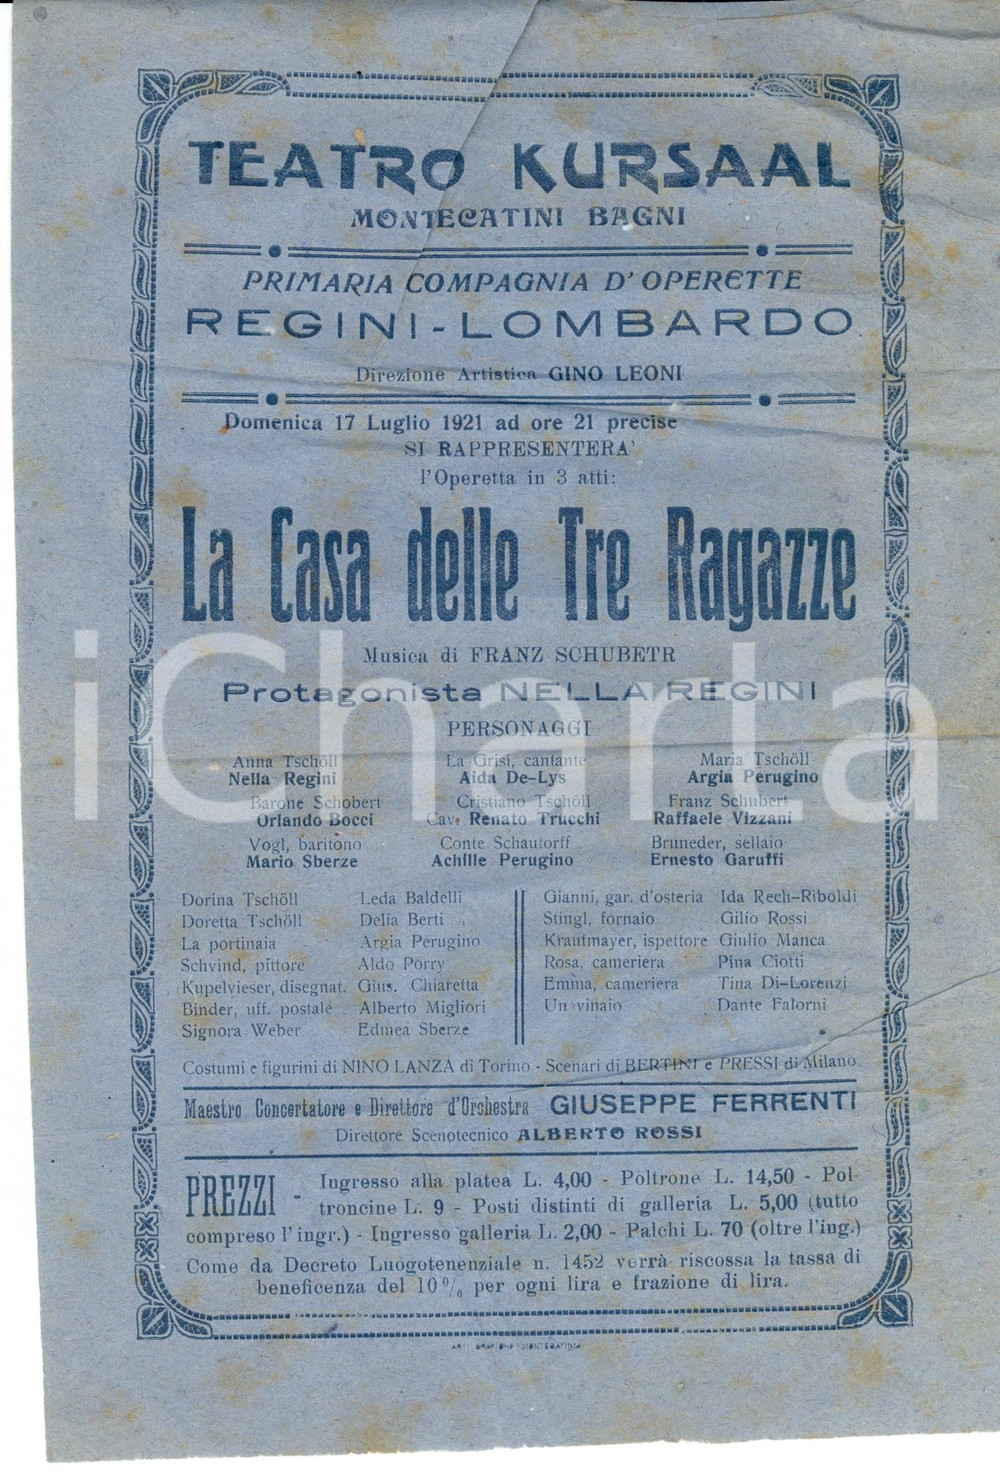 TEATRO KURSAAL
MONTECATINI BAGNI
PRIMARIA COMPAGNIA D'OPERETTE
REGINI-LOMBARDO
Direzione Artistica GINO LEONI
Domenica 17 Luglio 1921 ad ore 21 precise
SI RAPPRESENTERA'
l'Operetta in 3 atti:
La Casa delle Tre Ragazze
Musica di FRANZ SCHUBETR
Protagonista NELLA REGINI
PERSONAGGI
Anna Tschöll La Grisi, cantante Maria Tschöll
Nella Regini Aida De-Lys Argia Perugino
Barone Schobert Cristiano Tschöll Franz Schubert
Orlando Bocci Cav. Renato Trucchi Raffaele Vizzani
Vogl, baritono Conte Schautorff Bruneder, sellaio
Mario Sberze Achille Perugino Ernesto Garuffi
Dorina Tschöll Leda Baldelli
Doretta Tschöll Delia Berti
La portinaia Argia Perugino
Schvind, pittore Aldo Porry
Kupelvieser, disegnat. Gius. Chiaretta
Binder, uff. postale Alberto Migliori
Signora Weber Edmea Sberze
Gianni, gar. d'osteria Ida Rech-Riboldi
Stingl, fornaio Gilio Rossi
Krautmayer, ispettore Giulio Manca
Rosa, cameriera Pina Ciotti
Emma, cameriera Tina Di-Lorenzi
Un vinaio Dante Falorni
Costumi e figurini di NINO LANZA di Torino - Scenari di BERTINI e PRESSI di Milano
Maestro Concertatore e Direttore d'Orchestra GIUSEPPE FERRENTI
Direttore Scenotecnico ALBERTO ROSSI
PREZZI - Ingresso alla platea L. 4,00 - Poltrone L. 14,50 - Pol-
troncine L. 9 - Posti distinti di galleria L. 5,00 (tutto
compreso l'ingr.) - Ingresso galleria L. 2,00 - Palchi L. 70 (oltre l'ing.)
Come da Decreto Luogotenenziale n. 1452 verrà riscossa la tassa di
beneficenza del 10% per ogni lira e frazione di lira.
ARTI GRAFICHE "MONTECATINI"
iCharta